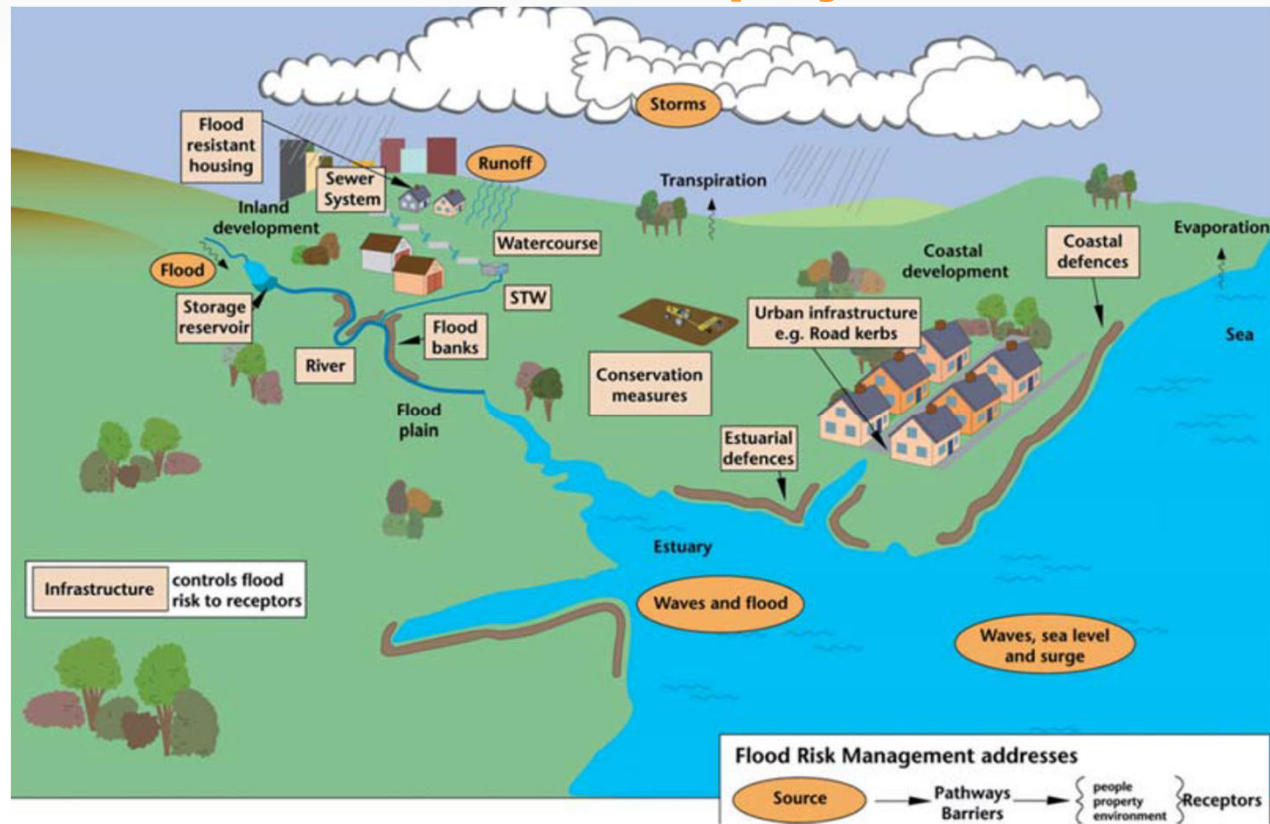 Storms
Flood
resistant
housing
Sewer
System
Runoff
Transpiration
Inland
development
Watercourse
Evaporation
Coastal
defences
Coastal
development
Flood
Storage
reservoir
STW
Urban infrastructure
e.g. Road kerbs
Sea
Flood
banks
River
Conservation
measures
Flood
plain
Estuarial
defences
Estuary
Infrastructure
controls flood
risk to receptors
Waves and flood
Waves, sea level
and surge
Flood Risk Management addresses
Source
Pathways
Barriers
people
property
environment
Receptors